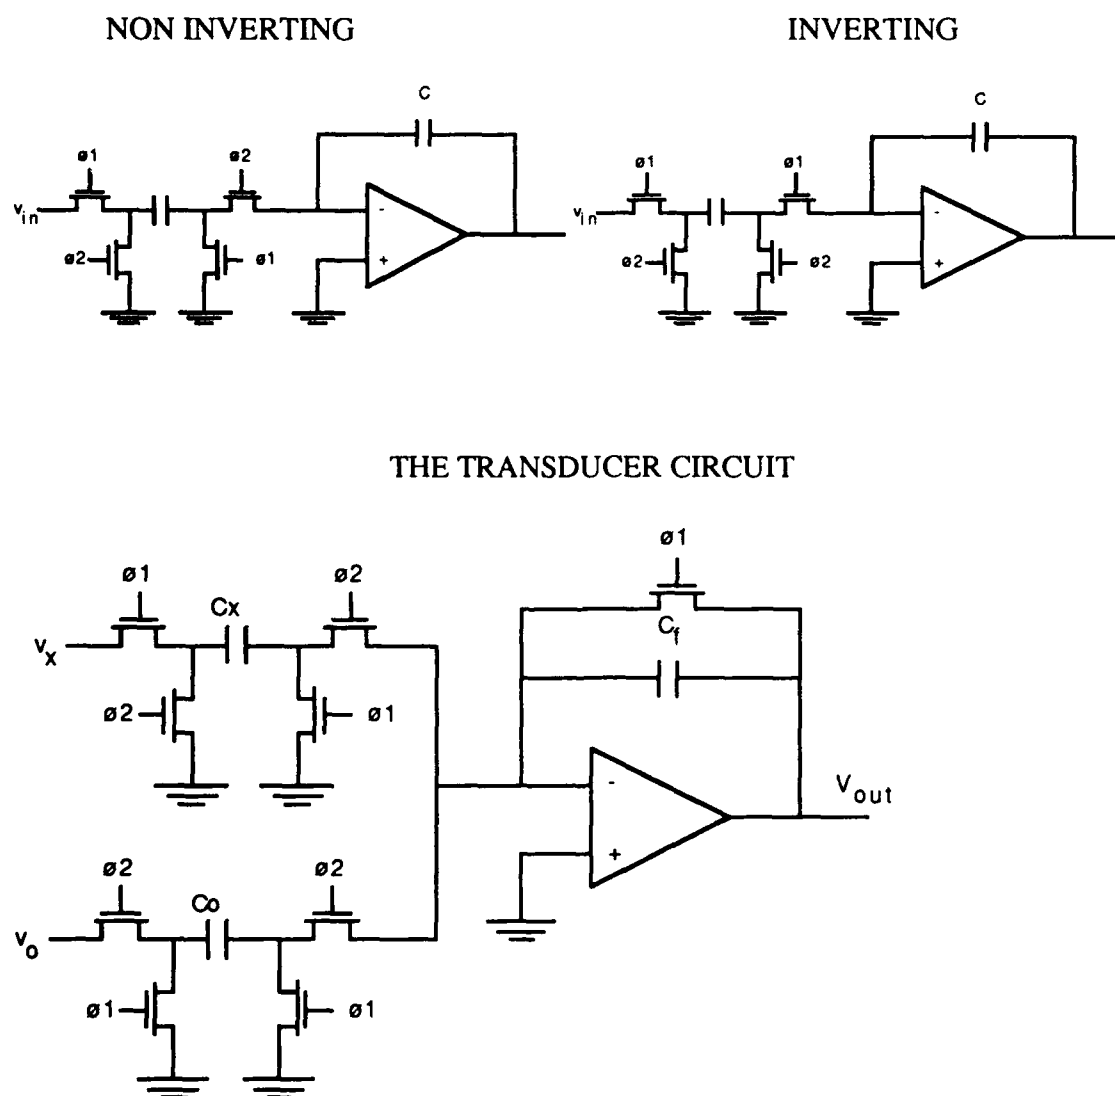 NON INVERTING
INVERTING
C
C
ø1
ø2
ø1
ø1
v_in
-
v_in
-
ø2
ø1
+
ø2
ø2
+
THE TRANSDUCER CIRCUIT
ø1
ø1
Cx
ø2
C_f
v_x
ø2
ø1
-
V_out
+
ø2
Co
ø2
v_o
ø1
ø1